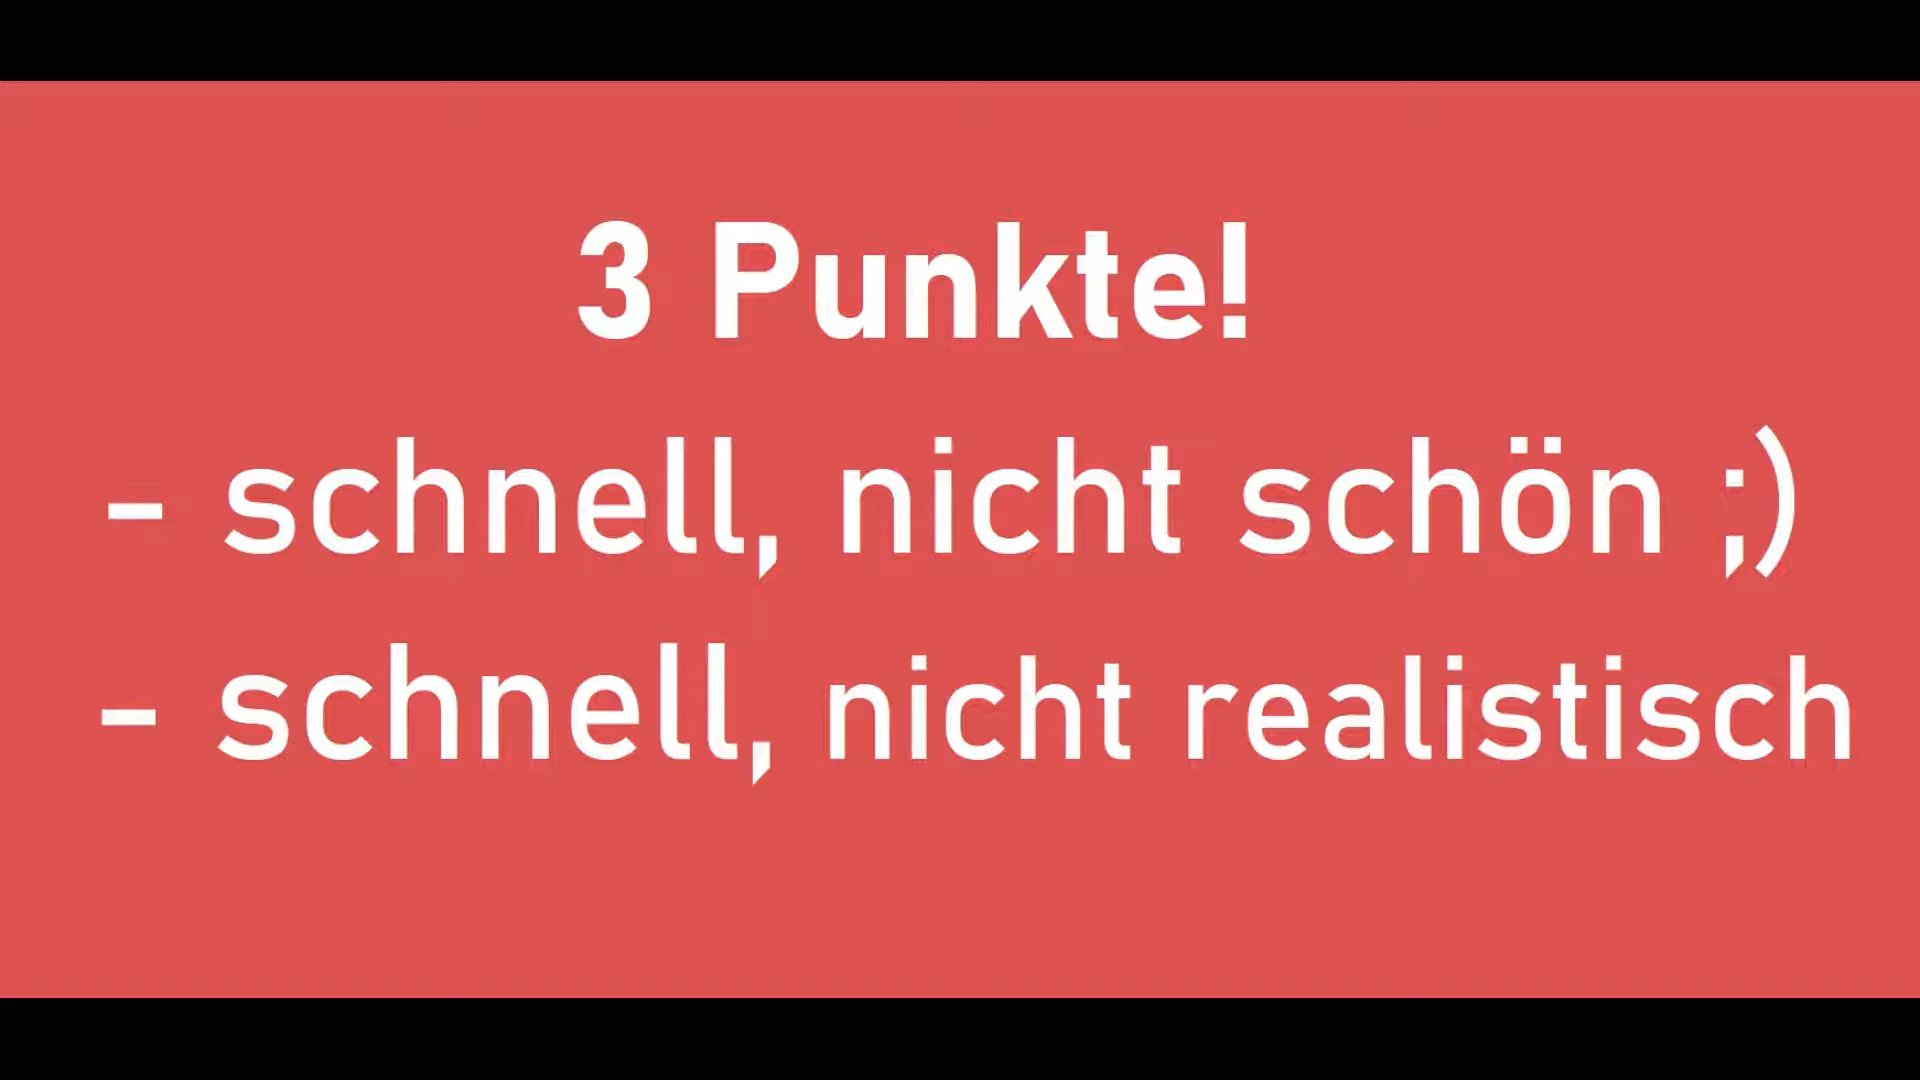 3 Punkte!
- schnell, nicht schön ;)
- schnell, nicht realistisch